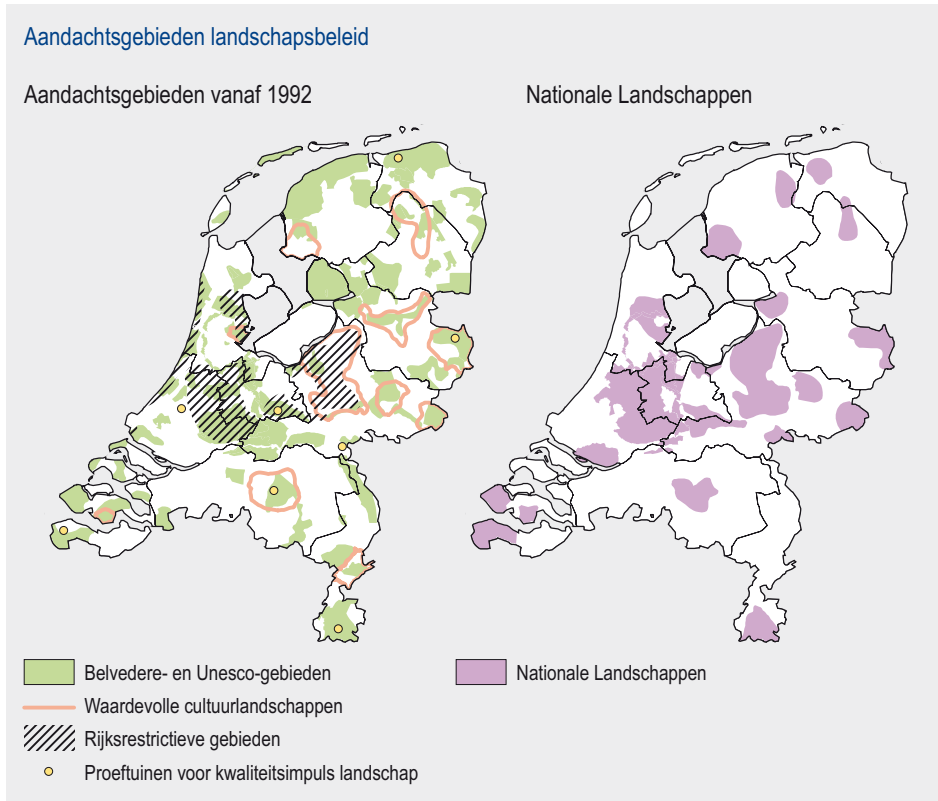 Aandachtsgebieden landschapsbeleid
Aandachtsgebieden vanaf 1992
Nationale Landschappen
Belvedere- en Unesco-gebieden
Waardevolle cultuurlandschappen
Rijksrestrictieve gebieden
Proeftuinen voor kwaliteitsimpuls landschap
Nationale Landschappen